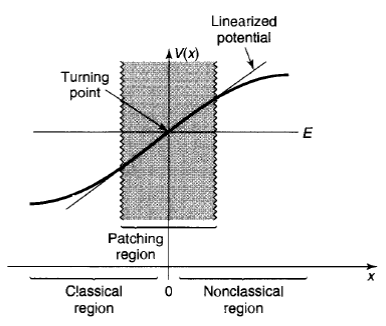 Linearized
potential
V(x)
Turning
point
E
Patching
region
x
Classical
region
0
Nonclassical
region